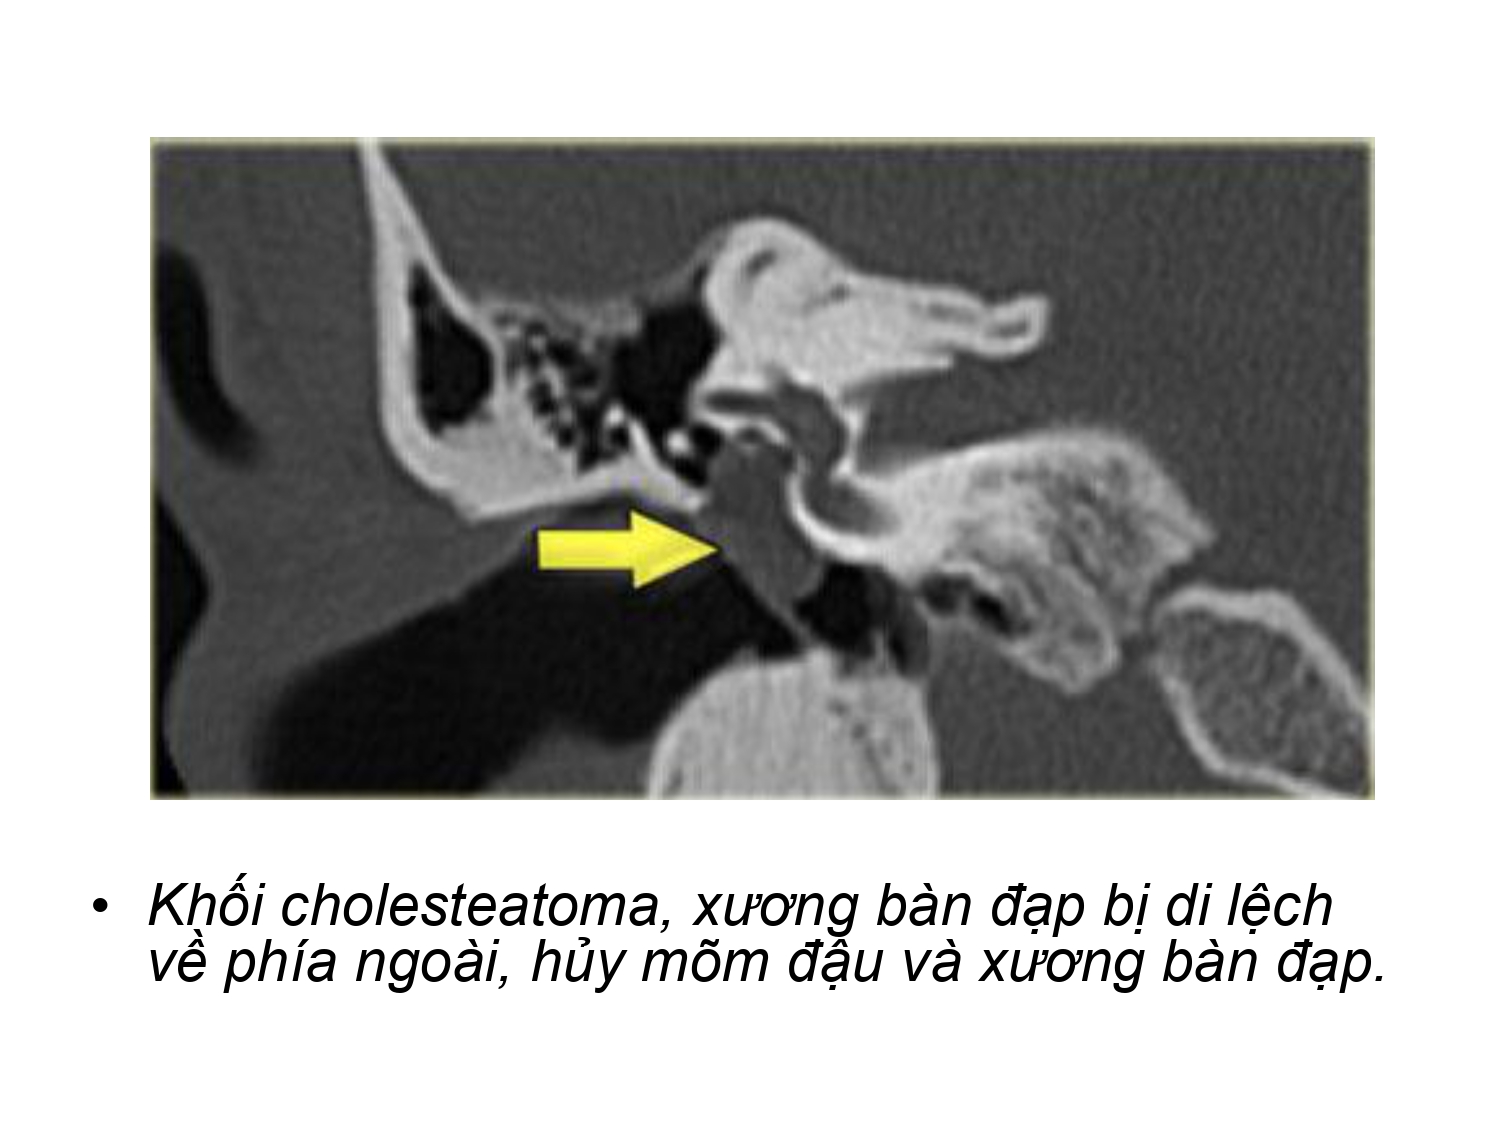 • Khối cholesteatoma, xương bàn đạp bị di lệch
về phía ngoài, hủy mõm đậu và xương bàn đạp.